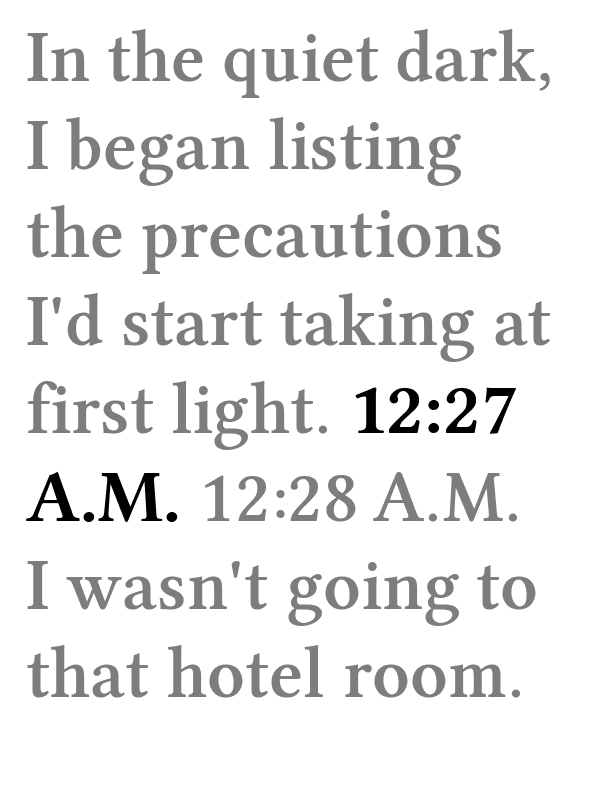 In the quiet dark,
I began listing
the precautions
I'd start taking at
first light. 12:27
A.M. 12:28 A.M.
I wasn't going to
that hotel room.